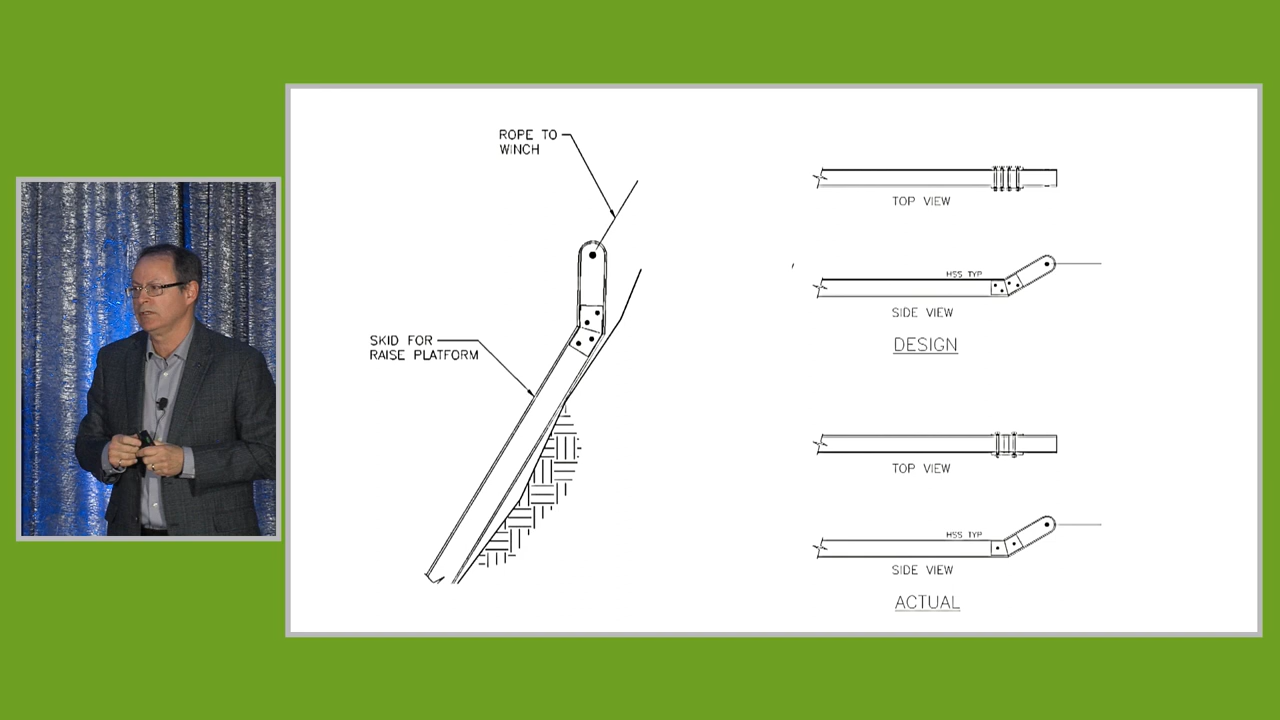 ROPE TO
WINCH
SKID FOR
RAISE PLATFORM
TOP VIEW
HSS TYP
SIDE VIEW
DESIGN
TOP VIEW
HSS TYP
SIDE VIEW
ACTUAL